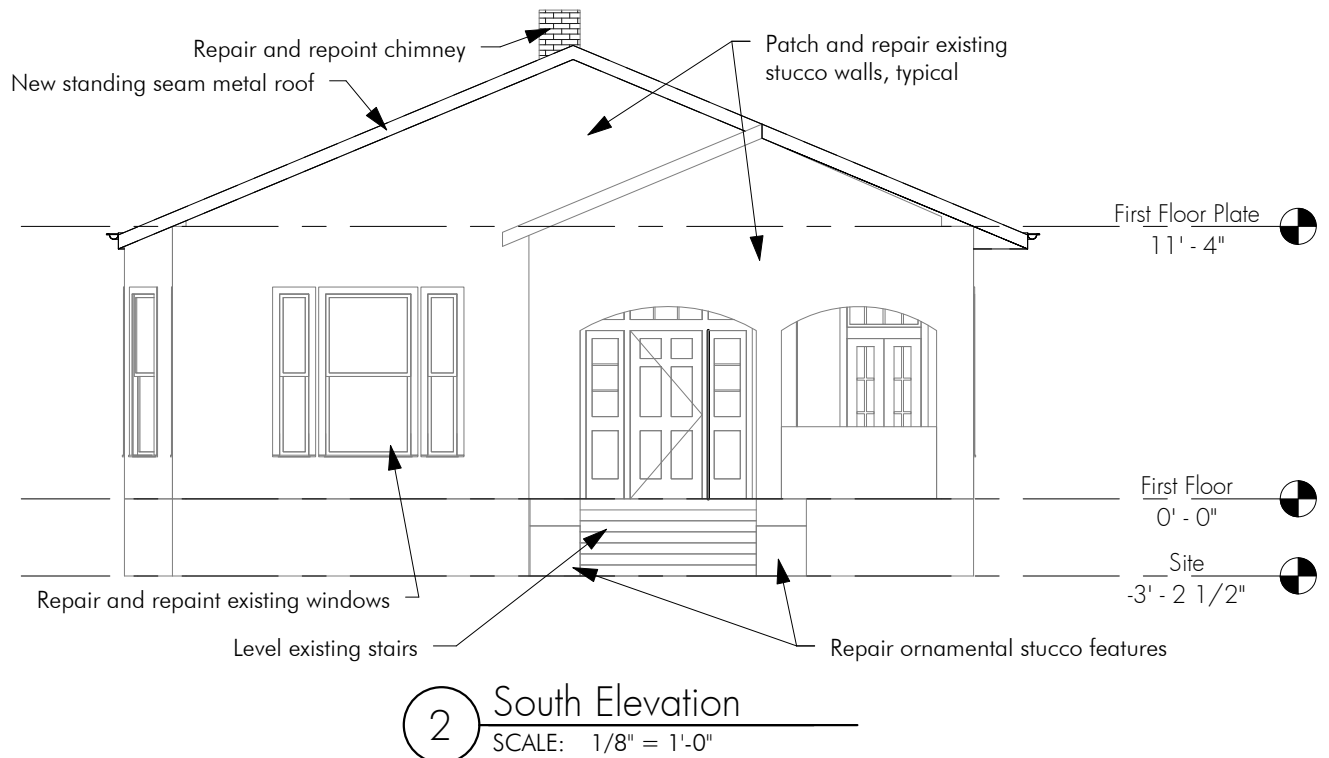 Repair and repoint chimney
New standing seam metal roof
Patch and repair existing
stucco walls, typical
First Floor Plate
11' - 4"
First Floor
0' - 0"
Site
-3' - 2 1/2"
Repair and repaint existing windows
Level existing stairs
Repair ornamental stucco features
2
South Elevation
SCALE: 1/8" = 1'-0"